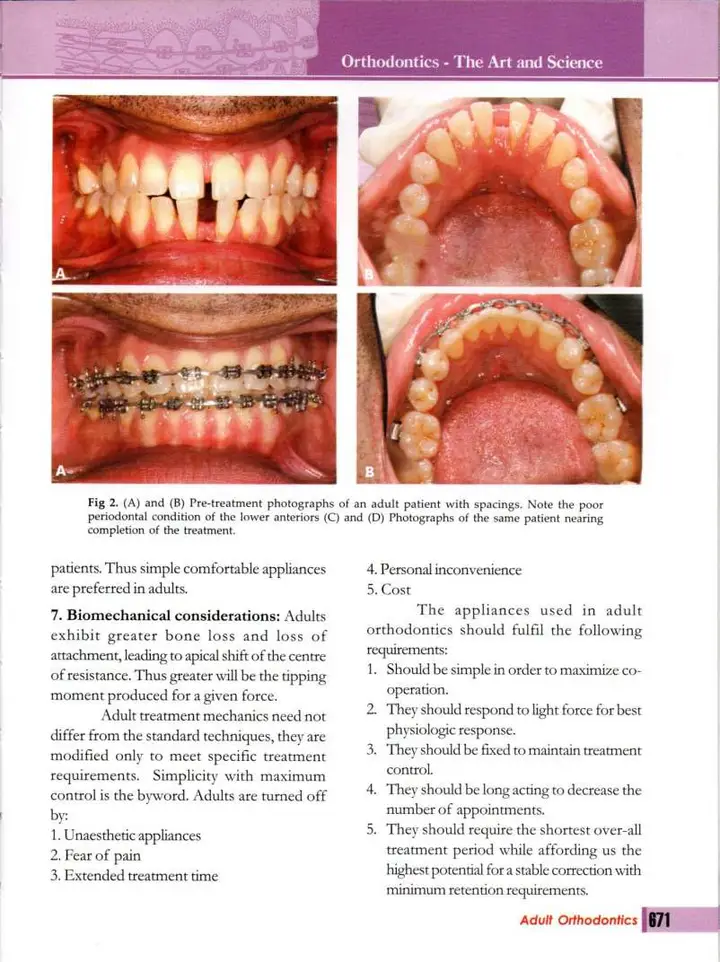 Orthodontics - The Art and Science
A
B
A
B
Fig 2. (A) and (B) Pre-treatment photographs of an adult patient with spacings. Note the poor
periodontal condition of the lower anteriors (C) and (D) Photographs of the same patient nearing
completion of the treatment.
patients. Thus simple comfortable appliances
are preferred in adults.
7. Biomechanical considerations: Adults
exhibit greater bone loss and loss of
attachment, leading to apical shift of the centre
of resistance. Thus greater will be the tipping
moment produced for a given force.
Adult treatment mechanics need not
differ from the standard techniques, they are
modified only to meet specific treatment
requirements. Simplicity with maximum
control is the byword. Adults are turned off
by:
1. Unaesthetic appliances
2. Fear of pain
3. Extended treatment time
4. Personal inconvenience
5. Cost
The appliances used in adult
orthodontics should fulfil the following
requirements:
1. Should be simple in order to maximize co-
operation.
2. They should respond to light force for best
physiologic response.
3. They should be fixed to maintain treatment
control.
4. They should be long acting to decrease the
number of appointments.
5. They should require the shortest over-all
treatment period while affording us the
highest potential for a stable correction with
minimum retention requirements.
Adult Orthodontics 671